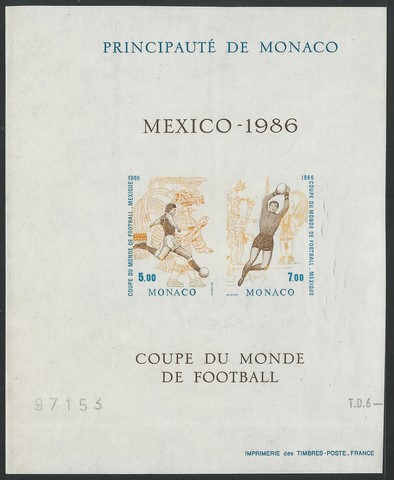 PRINCIPAUTÉ DE MONACO
MEXICO - 1986
1986
COUPE DU MONDE DE FOOTBALL, MEXIQUE
5.00
MONACO
1986
COUPE DU MONDE DE FOOTBALL, MEXIQUE
7.00
MONACO
COUPE DU MONDE
DE FOOTBALL
97153
T.D.6—
IMPRIMERIE des TIMBRES-POSTE, FRANCE